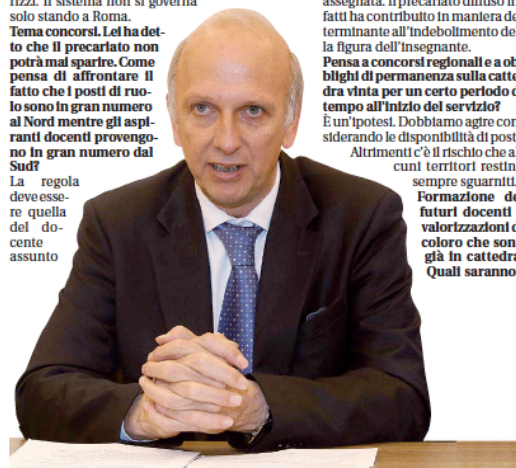 rizzi. Il sistema non si governa
solo stando a Roma.
Tema concorsi. Lei ha det-
to che il precariato non
potrà mai sparire. Come
pensa di affrontare il
fatto che i posti di ruo-
lo sono in gran numero
al Nord mentre gli aspi-
ranti docenti provengo-
no in gran numero dal
Sud?
La regola
deve esse-
re quella
del do-
cente
assunto
assegnata. Il precariato diffuso in
fatti ha contribuito in maniera de
terminante all'indebolimento del
la figura dell'insegnante.
Pensa a concorsi regionali e a ob
blighi di permanenza sulla catte
dra vinta per un certo periodo d
tempo all'inizio del servizio?
È un'ipotesi. Dobbiamo agire con
siderando le disponibilità di post
Altrimenti c'è il rischio che al
cuni territori restin
sempre sguarniti.
Formazione de
futuri docenti
valorizzazioni d
coloro che son
già in cattedra
Quali saranno